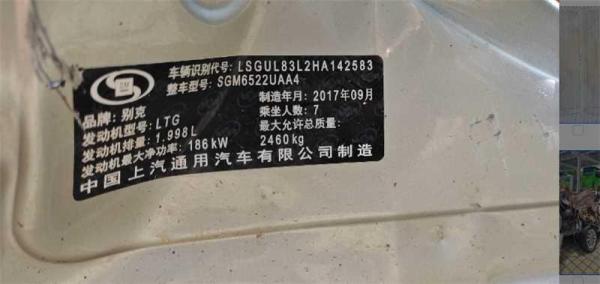 车辆识别代号: LSGUL83L2HA142583
整车型号: SGM6522UAA4
品牌: 别克
制造年月: 2017年09月
发动机型号: LTG
乘坐人数: 7
发动机排量: 1.998L
最大允许总质量:
发动机最大净功率: 186kW
2460kg
中国上汽通用汽车有限公司制造